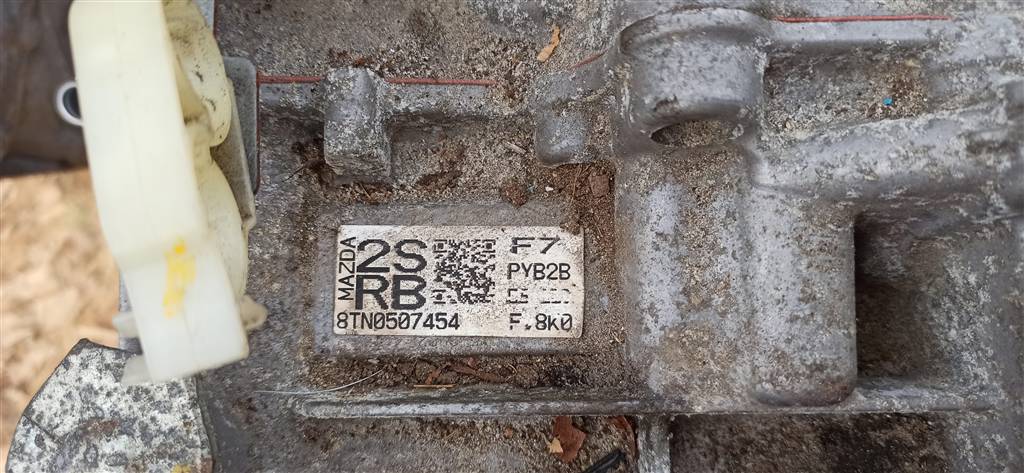 MAZDA
2S
RB
F7
PYB2B
G
8TN0507454
F.8k0